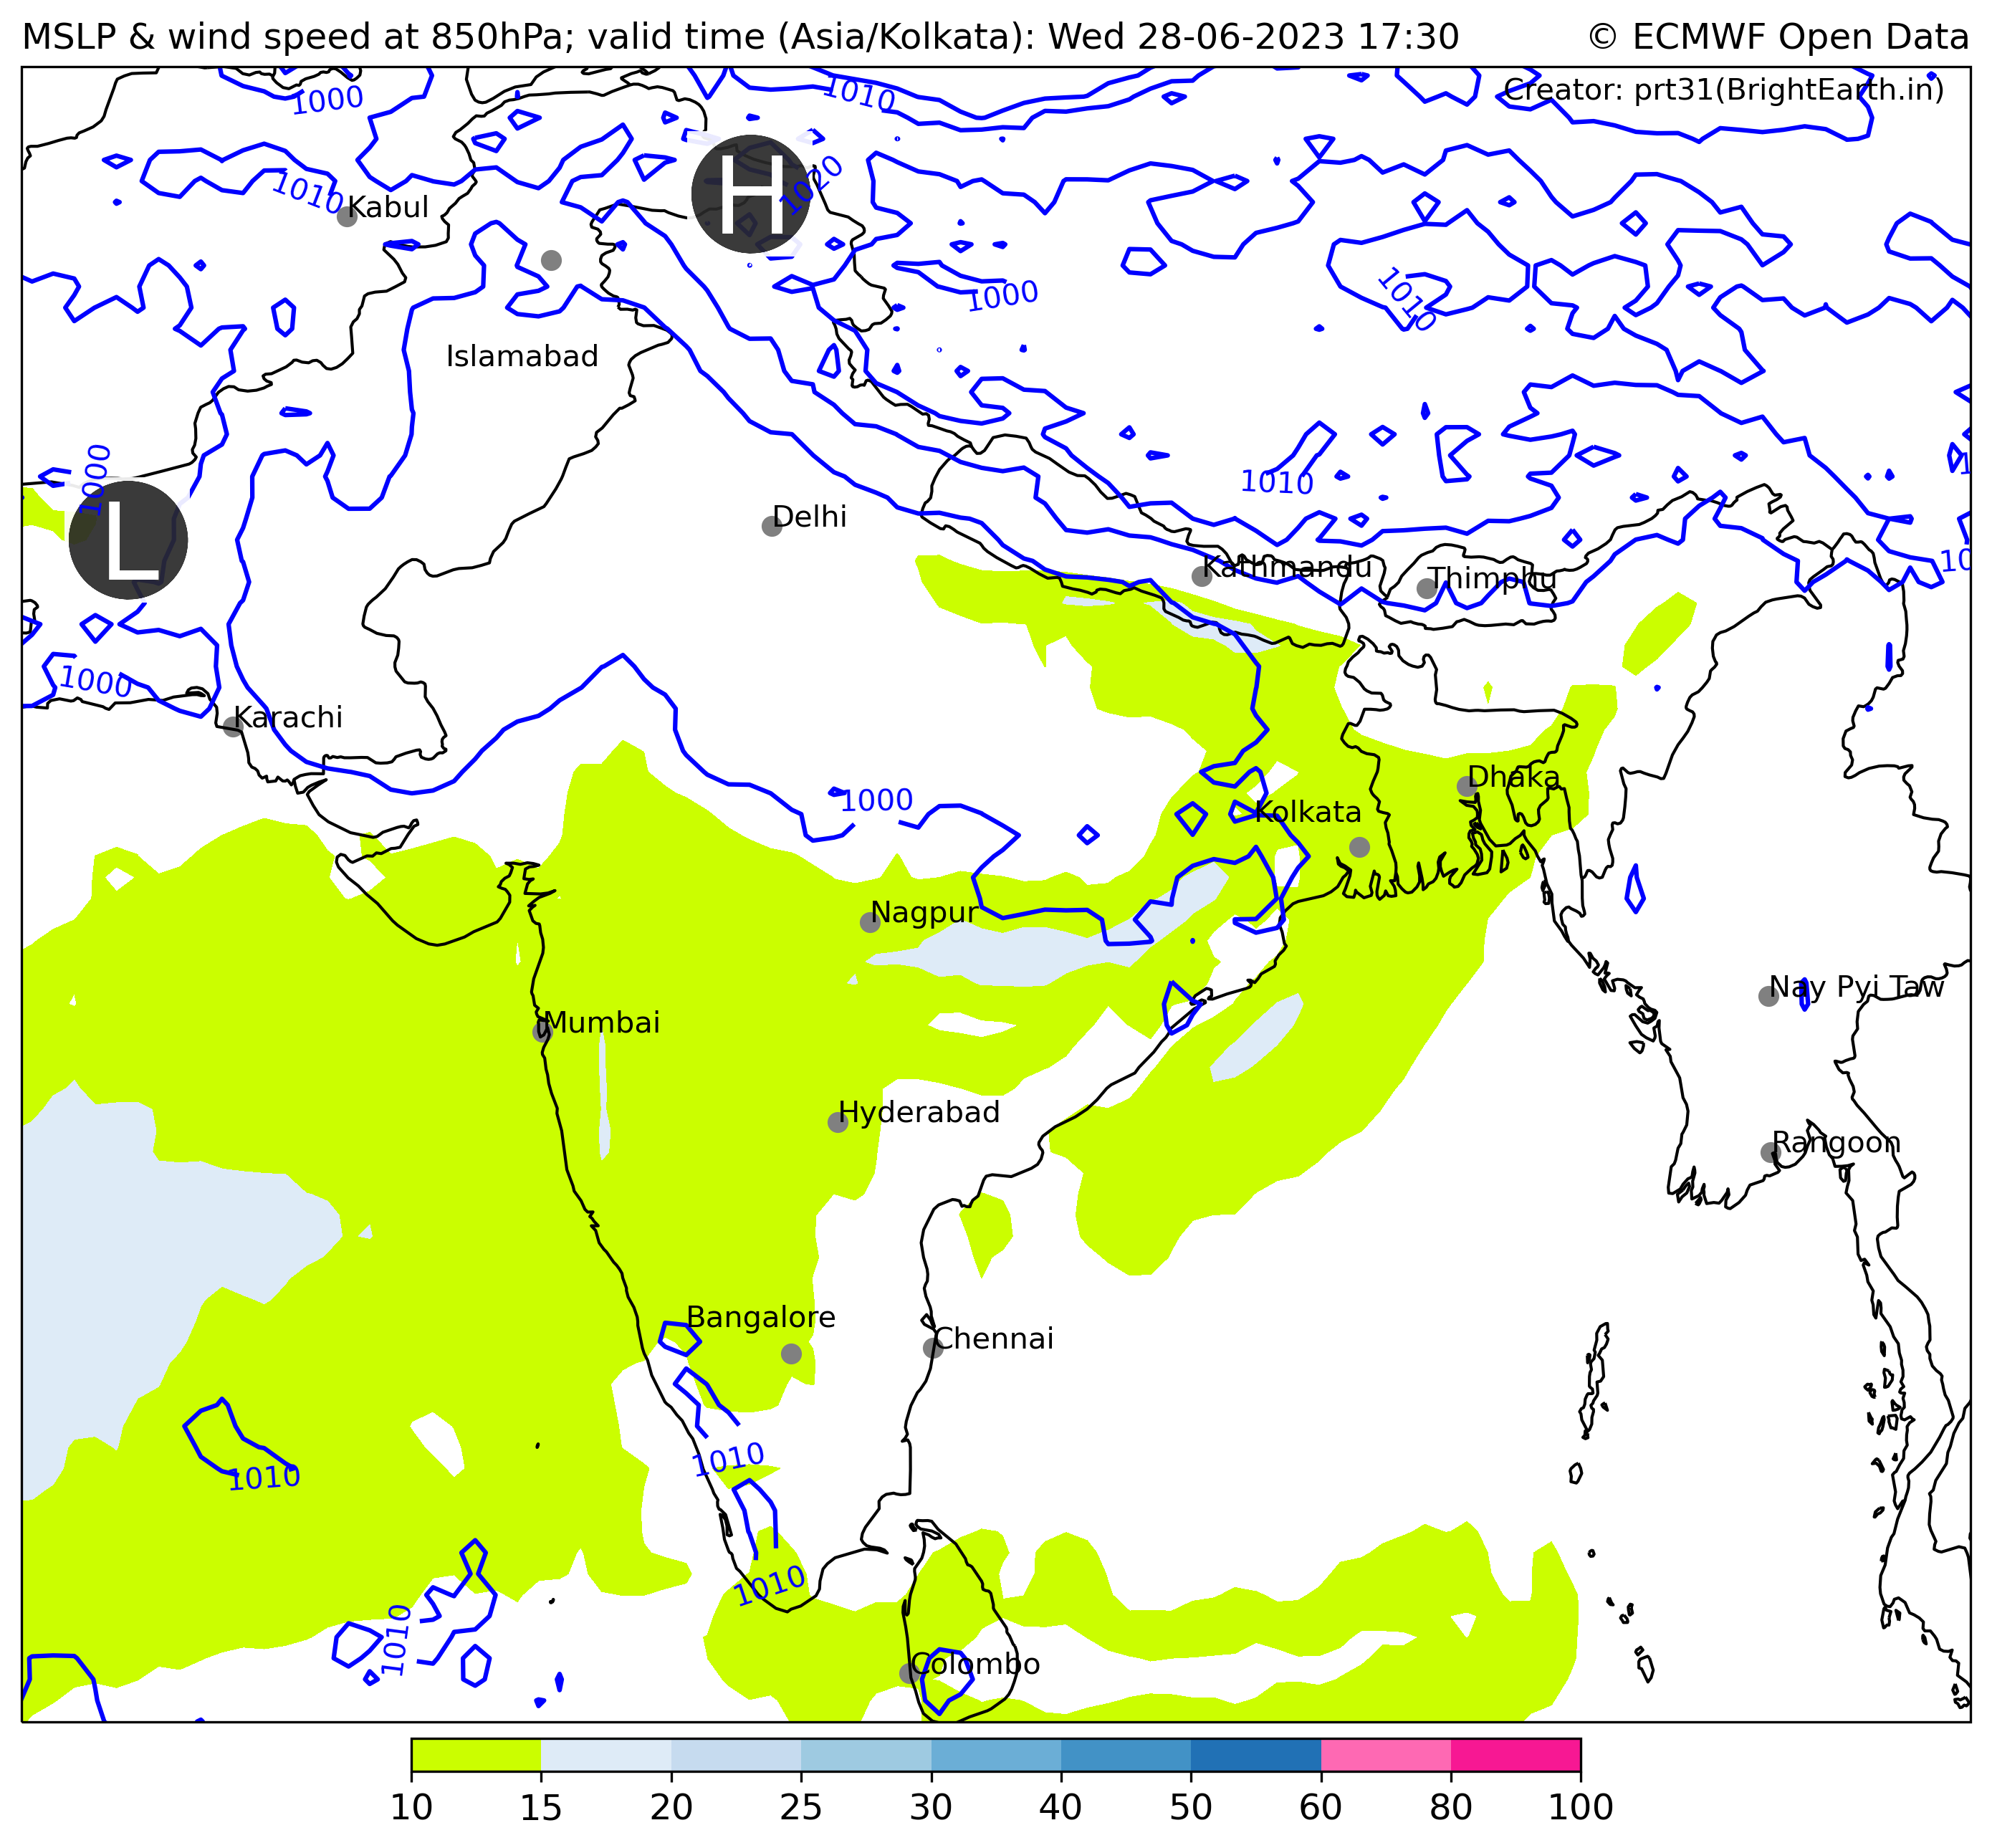 MSLP & wind speed at 850hPa; valid time (Asia/Kolkata): Wed 28-06-2023 17:30
© ECMWF Open Data
Creator: prt31(BrightEarth.in)
1000
1010
H
1020
1010
Kabul
1000
1010
Islamabad
1000
1010
L
Delhi
10
Kathmandu
Thimphu
1000
Karachi
Dhaka
1000
Kolkata
Nagpur
Nay Pyi Taw
Mumbai
Hyderabad
Rangoon
Bangalore
Chennai
1010
1010
1010
1010
Colombo
10 15 20 25 30 40 50 60 80 100